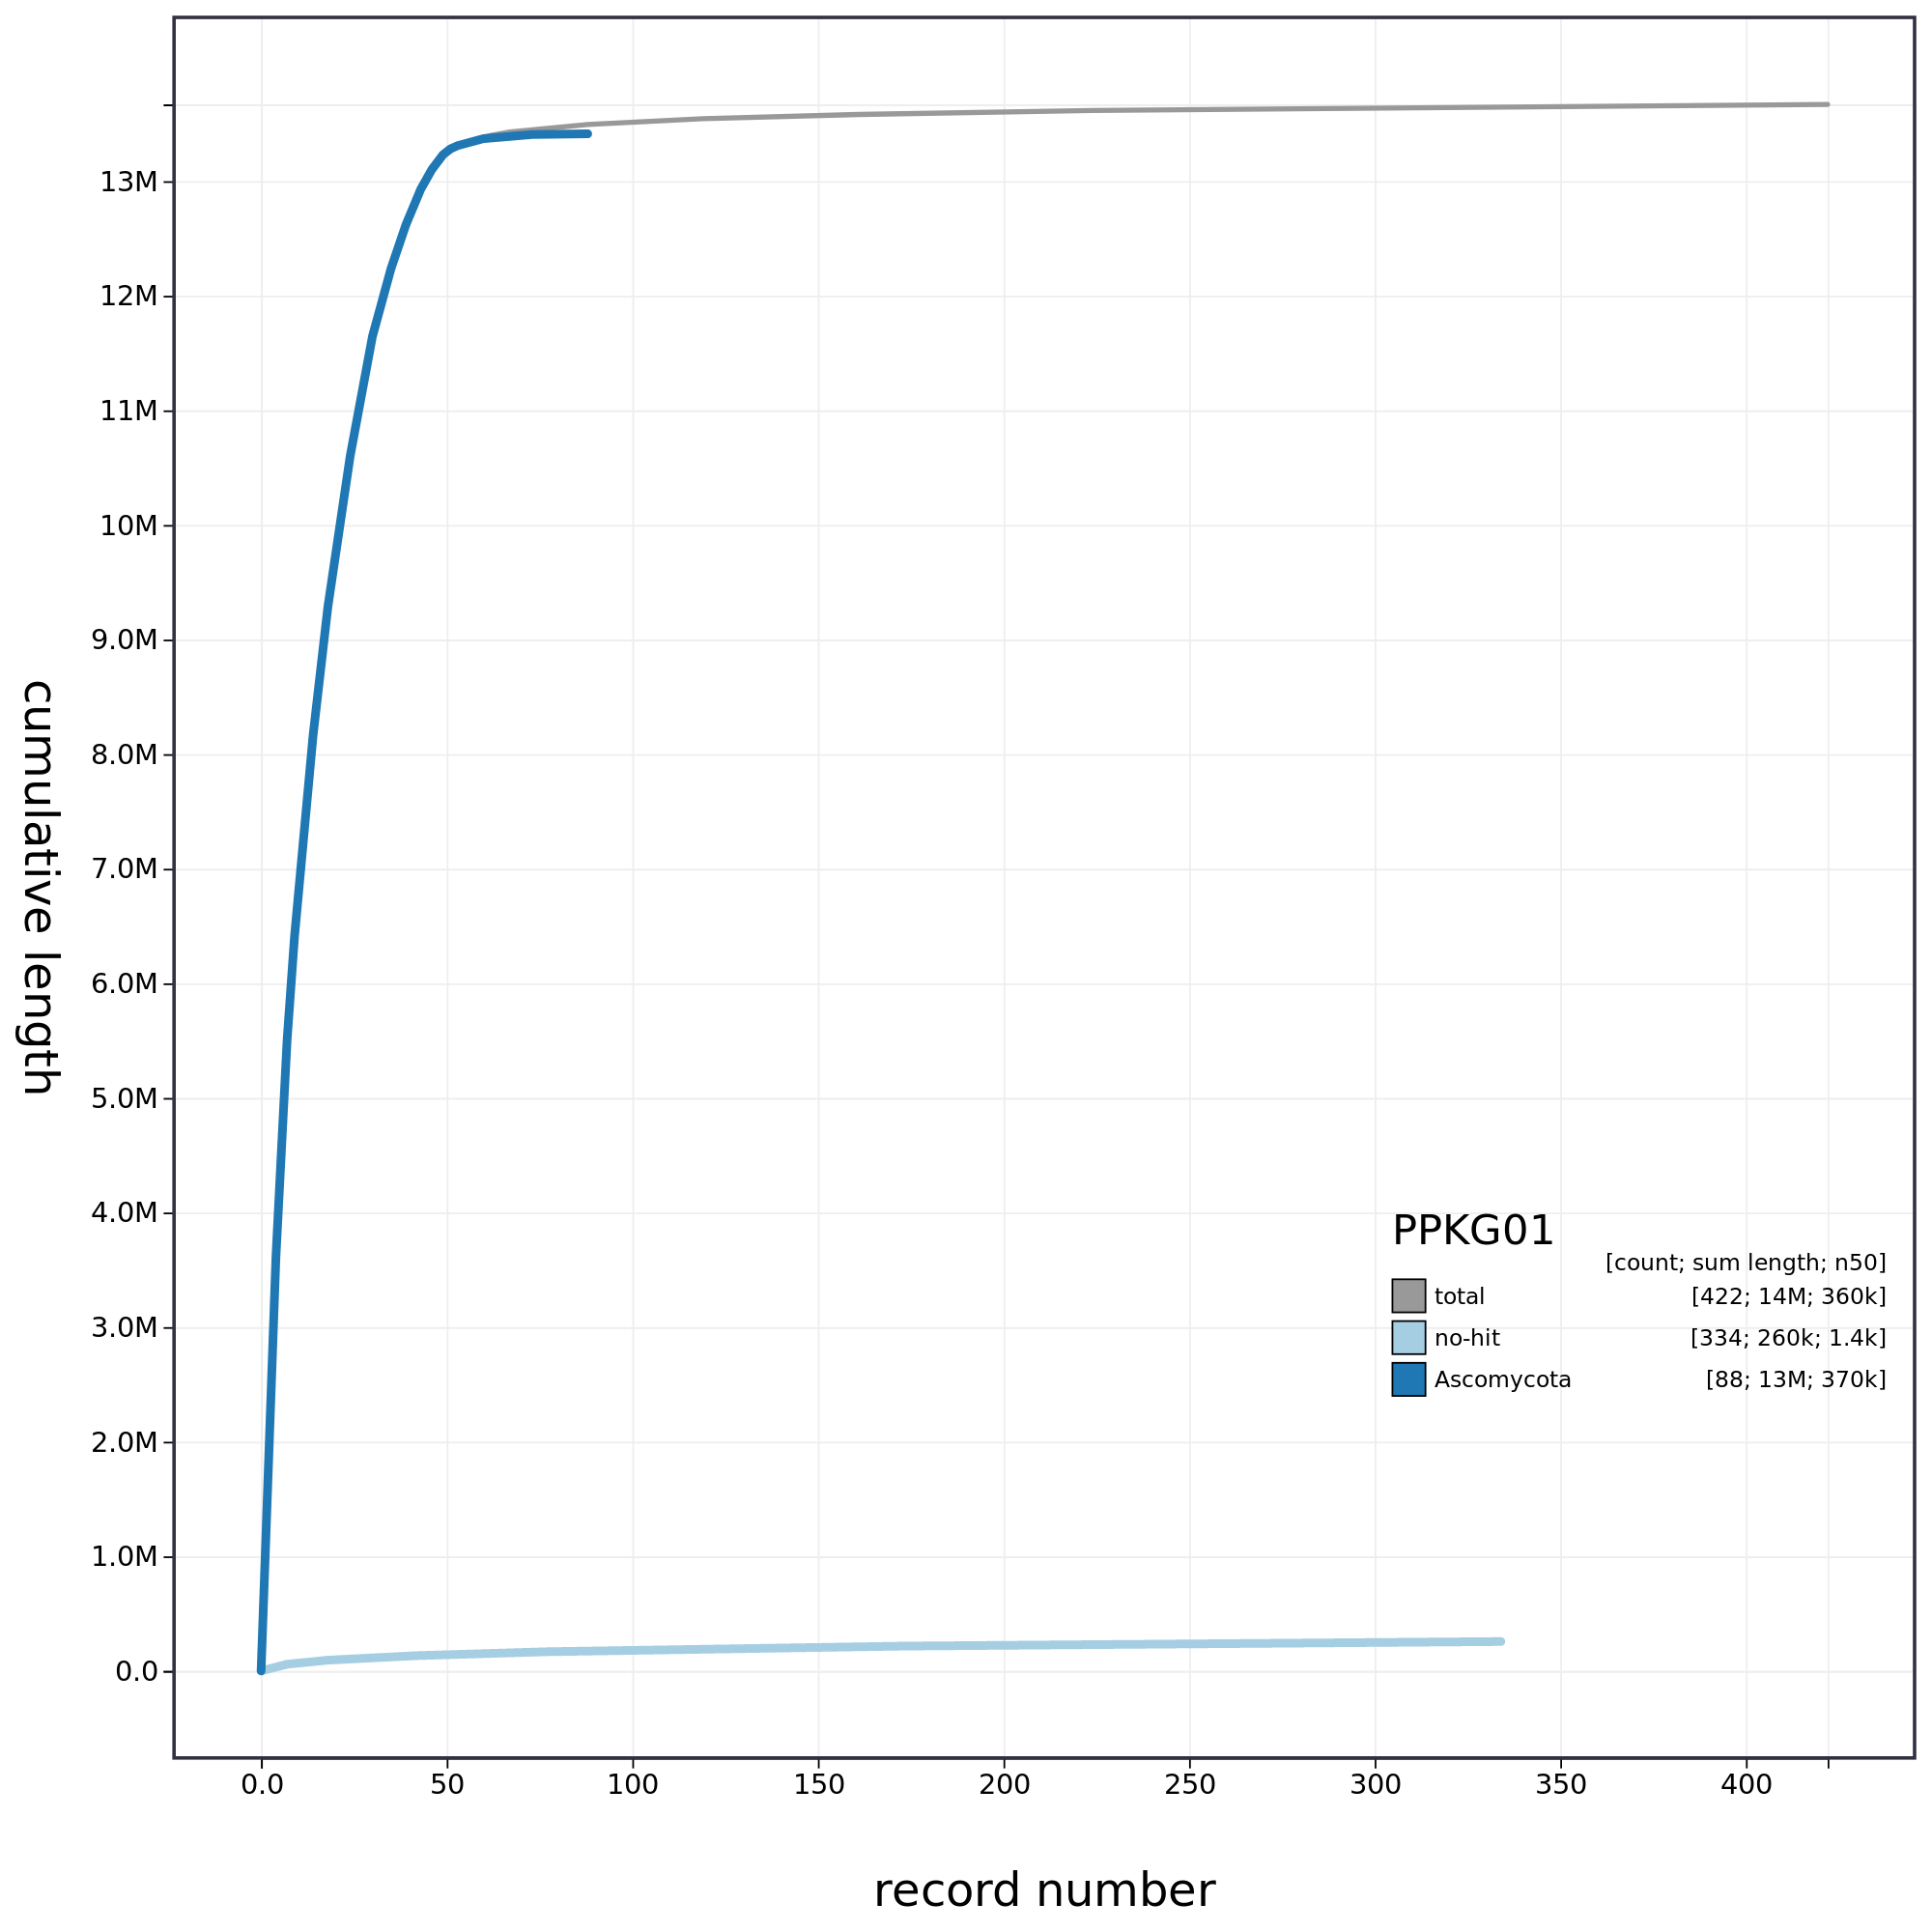 13M
12M
11M
10M
9.0M
8.0M
7.0M
6.0M
5.0M
4.0M
3.0M
2.0M
1.0M
0.0
cumulative length
PPKG01
[count; sum length; n50]
total [422; 14M; 360k]
no-hit [334; 260k; 1.4k]
Ascomycota [88; 13M; 370k]
0.0 50 100 150 200 250 300 350 400
record number